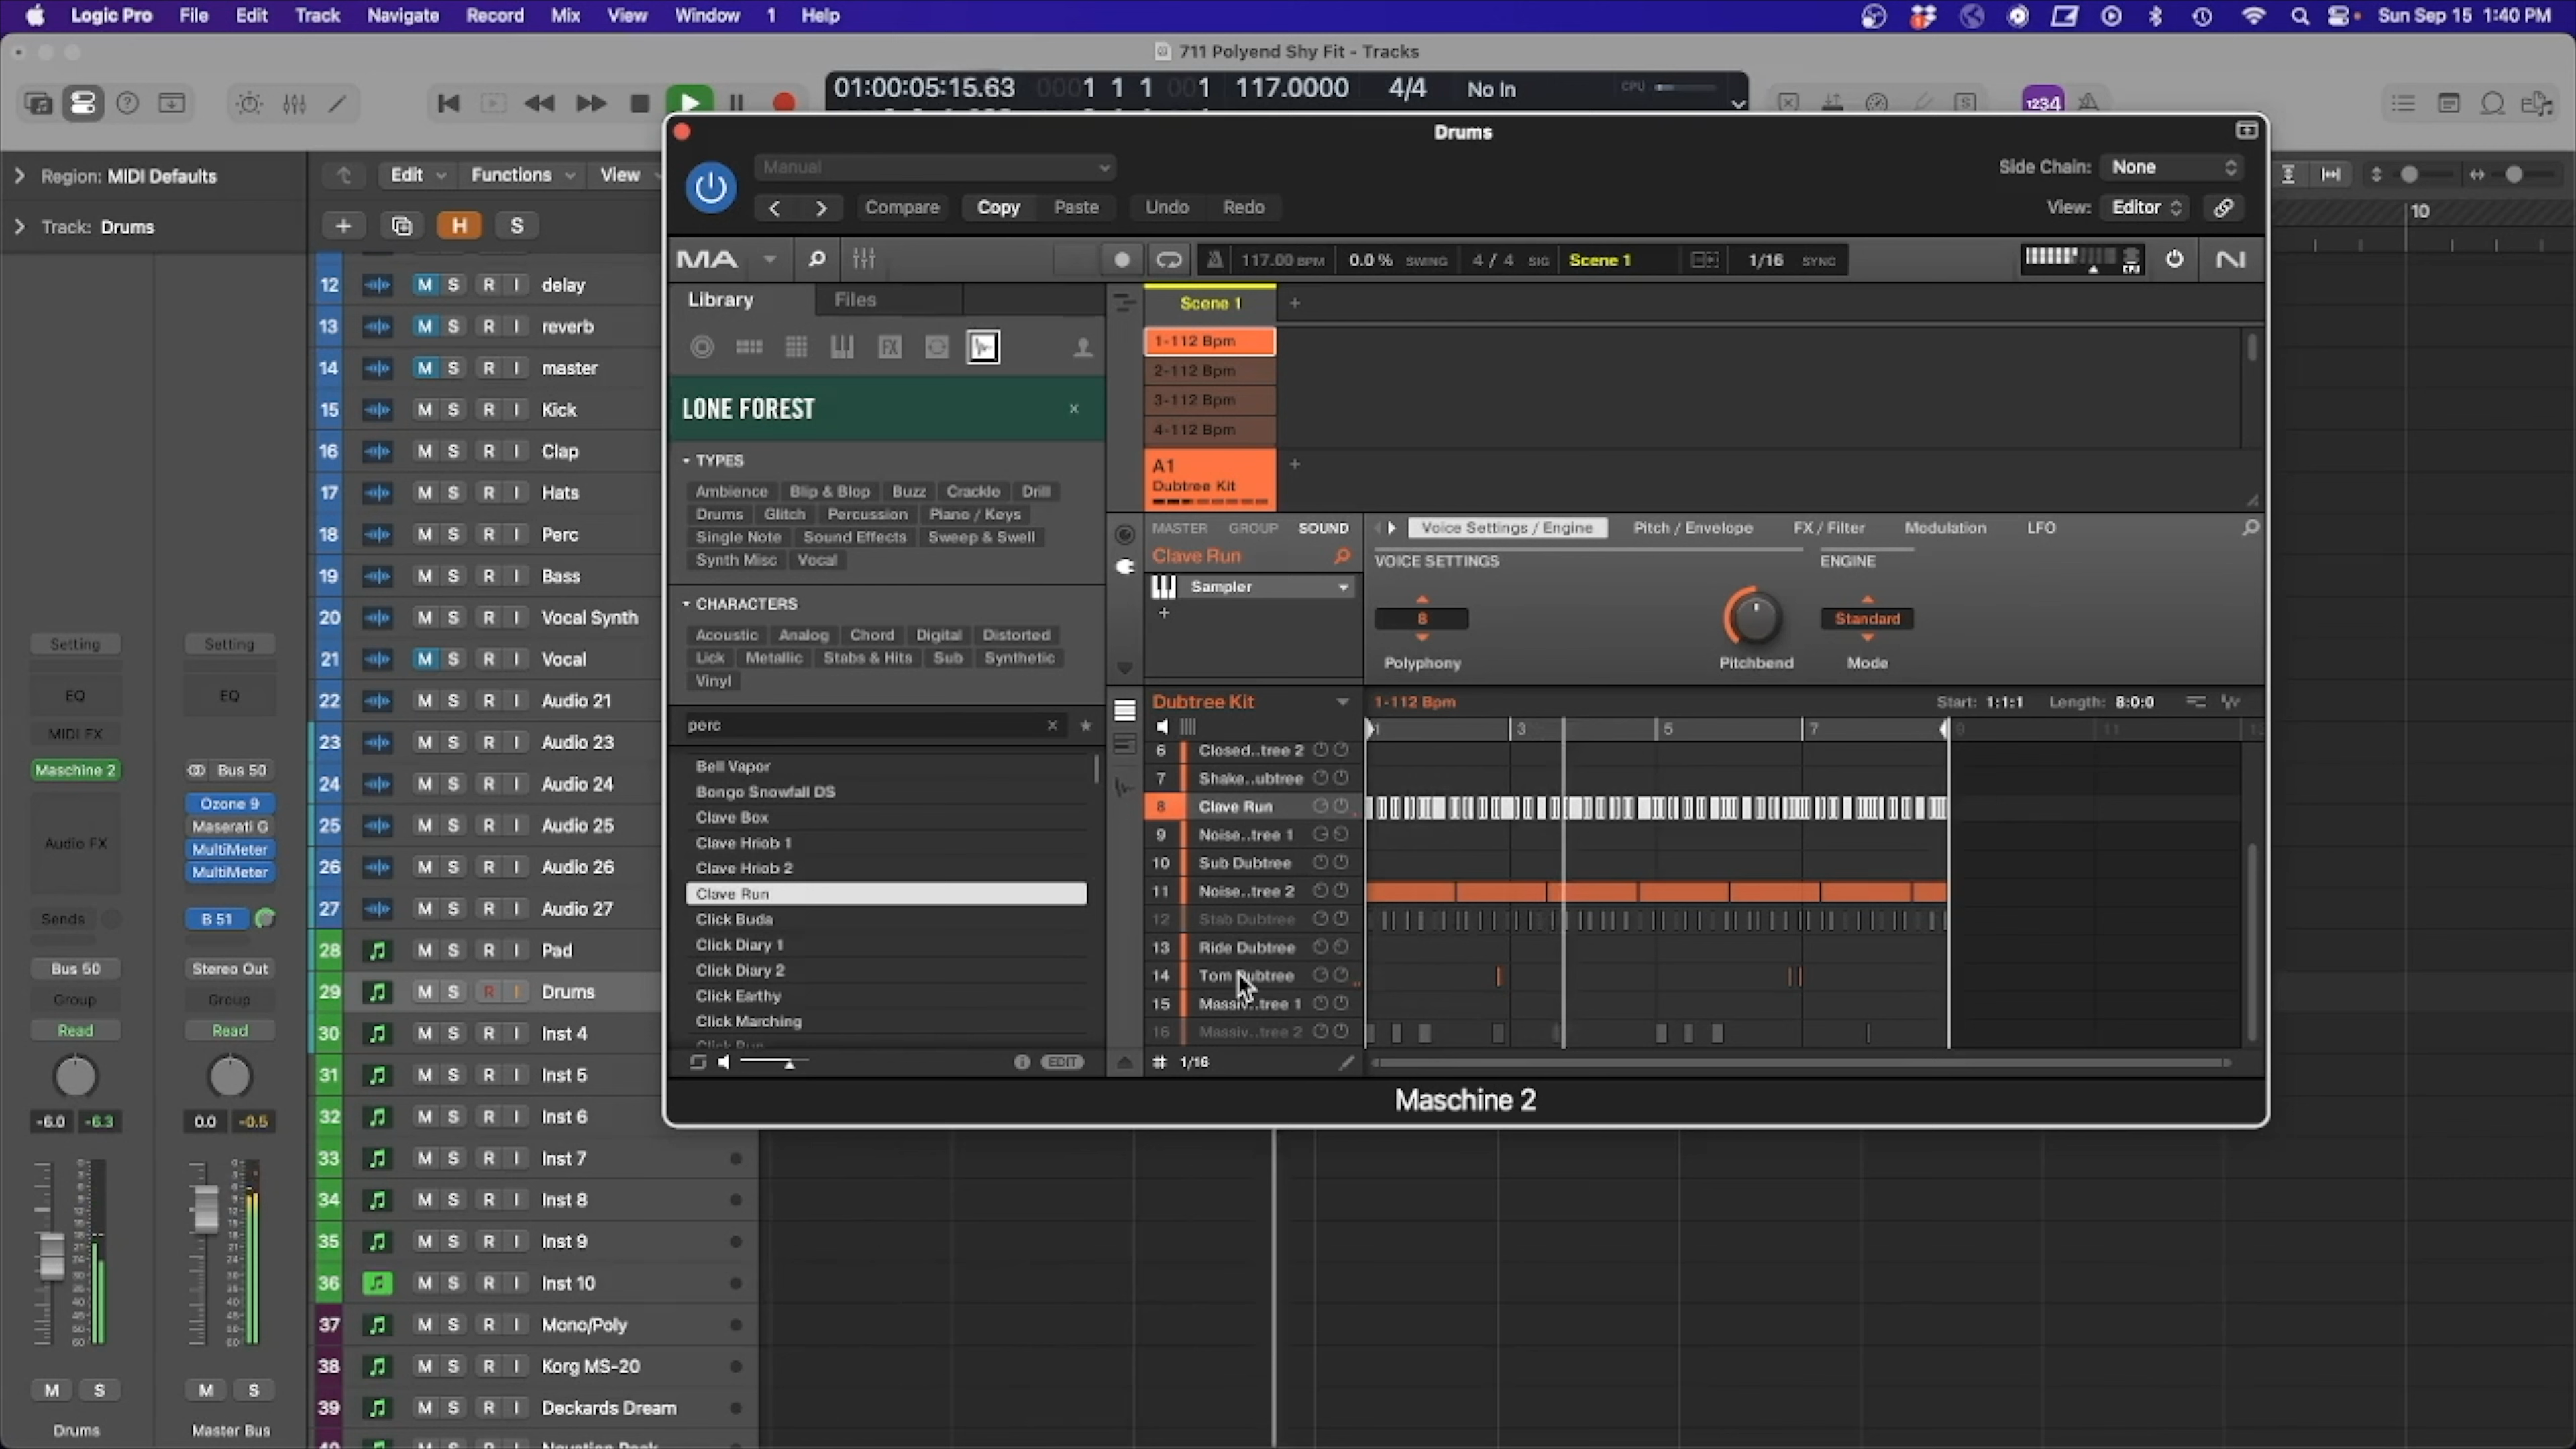 Logic Pro File Edit Track Navigate Record Mix View Window 1 Help Sun Sep 15 1:40 PM
711 Polyend Shy Fit - Tracks
01:00:05:15.63 0001 1 1 001 117.0000 4/4 No In CPU
1234
Region: MIDI Defaults
Edit Functions View
Track: Drums
H S
10
Drums
Manual
Side Chain: None
Compare Copy Paste Undo Redo
View: Editor
MA 117.00 BPM 0.0 % SWING 4 / 4 SIG Scene 1 1/16 SYNC
Library Files
LONE FOREST
TYPES
Ambience Blip & Blop Buzz Crackle Drill
Drums Glitch Percussion Piano / Keys
Single Note Sound Effects Sweep & Swell
Synth Misc Vocal
CHARACTERS
Acoustic Analog Chord Digital Distorted
Lick Metallic Stabs & Hits Sub Synthetic
Vinyl
perc
Bell Vapor
Bongo Snowfall DS
Clave Box
Clave Hriob 1
Clave Hriob 2
Clave Run
Click Buda
Click Diary 1
Click Diary 2
Click Earthy
Click Marching
Click Run
EDIT
Scene 1
1-112 Bpm
2-112 Bpm
3-112 Bpm
4-112 Bpm
A1
Dubtree Kit
MASTER GROUP SOUND
Clave Run
Sampler
Voice Settings / Engine Pitch / Envelope FX / Filter Modulation LFO
VOICE SETTINGS ENGINE
8 Standard
Polyphony Pitchbend Mode
Dubtree Kit
1-112 Bpm Start: 1:1:1 Length: 8:0:0
1 3 5 7 9 11 13
6 Closed..tree 2
7 Shake..ubtree
8 Clave Run
9 Noise..tree 1
10 Sub Dubtree
11 Noise..tree 2
12 Stab Dubtree
13 Ride Dubtree
14 Tom Dubtree
15 Massiv..tree 1
16 Massiv..tree 2
1/16
Maschine 2
12 M S R I delay
13 M S R I reverb
14 M S R I master
15 M S R I Kick
16 M S R I Clap
17 M S R I Hats
18 M S R I Perc
19 M S R I Bass
20 M S R I Vocal Synth
21 M S R I Vocal
22 M S R I Audio 21
23 M S R I Audio 23
24 M S R I Audio 24
25 M S R I Audio 25
26 M S R I Audio 26
27 M S R I Audio 27
28 M S R I Pad
29 M S R I Drums
30 M S R I Inst 4
31 M S R I Inst 5
32 M S R I Inst 6
33 M S R I Inst 7
34 M S R I Inst 8
35 M S R I Inst 9
36 M S R I Inst 10
37 M S R I Mono/Poly
38 M S R I Korg MS-20
39 M S R I Deckards Dream
Setting Setting
EQ EQ
MIDI FX
Maschine 2 Bus 50
Ozone 9
Maserati G
Audio FX MultiMeter
MultiMeter
Sends B 51
Bus 50 Stereo Out
Group Group
Read Read
-6.0 -6.3 0.0 -0.5
M S M S
Drums Master Bus